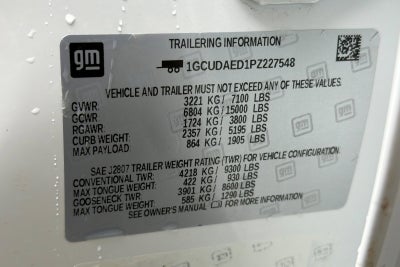 gm
TRAILERING INFORMATION
1GCUDAED1PZ227548
VEHICLE AND TRAILER MUST NOT EXCEED ANY OF THESE VALUES.
GVWR: 3221 KG/ 7100 LBS
GCWR: 6804 KG/ 15000 LBS
RGAWR: 1724 KG/ 3800 LBS
CURB WEIGHT: 2357 KG/ 5195 LBS
MAX PAYLOAD 864 KG/ 1905 LBS
SAE J2807 TRAILER WEIGHT RATING (TWR) FOR VEHICLE CONFIGURATION.
CONVENTIONAL TWR: 4218 KG/ 9300 LBS
MAX TONGUE WEIGHT: 422 KG/ 930 LBS
GOOSENECK TWR: 3901 KG/ 8600 LBS
MAX TONGUE WEIGHT: 585 KG/ 1290 LBS
SEE OWNER'S MANUAL FOR MORE INFORMATION